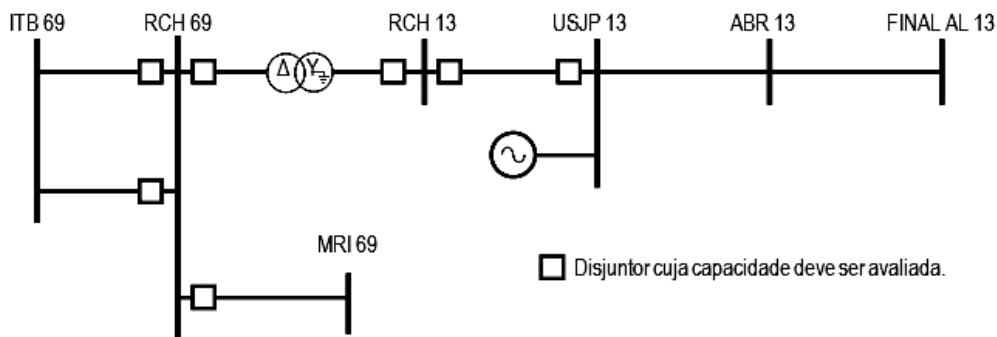 ITB 69 RCH 69 RCH 13 USJP 13 ABR 13 FINAL AL 13
Δ Y
MRI 69
Disjuntor cuja capacidade deve ser avaliada.